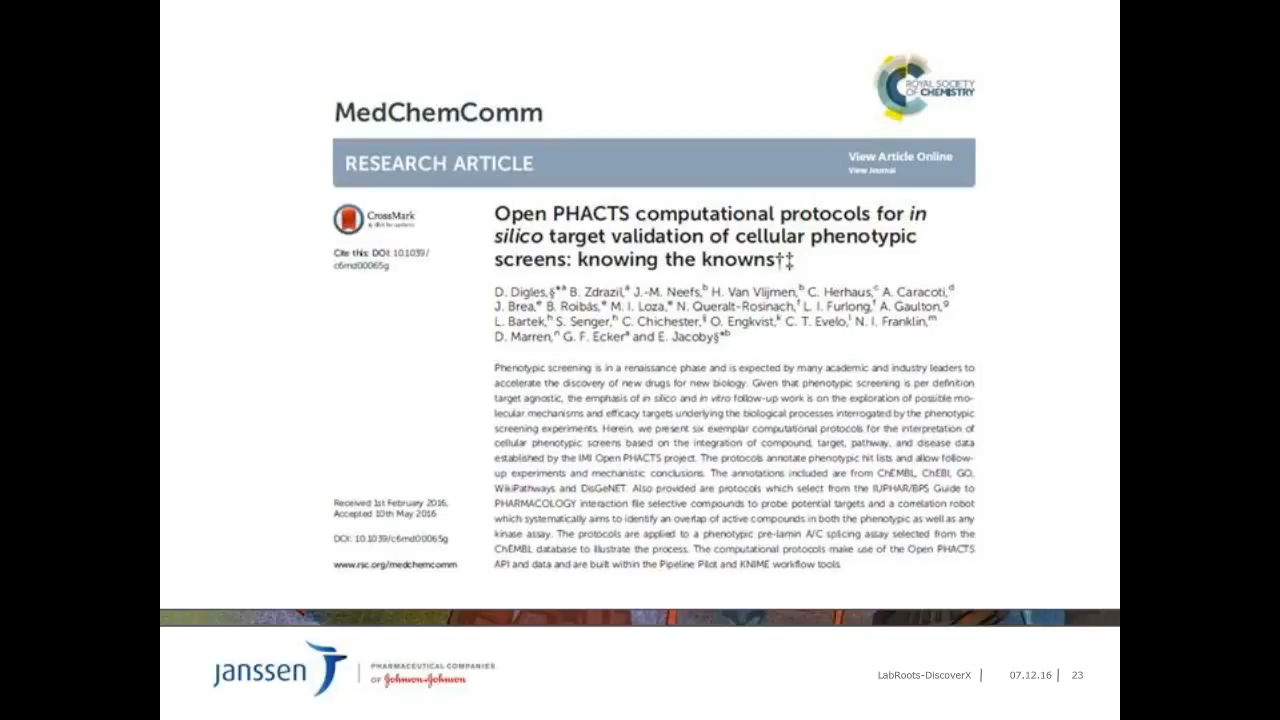 ROYAL SOCIETY
OF CHEMISTRY
MedChemComm
RESEARCH ARTICLE
View Article Online
View Journal
CrossMark
Cite this: DOI: 10.1039/
c6md00065g
Open PHACTS computational protocols for in
silico target validation of cellular phenotypic
screens: knowing the knowns†‡
D. Digles,§*ª B. Zdrazil,ª J.-M. Neefs,ᵇ H. Van Vlijmen,ᵇ C. Herhaus,ᶜ A. Caracoti,ᵈ
J. Brea,ᵉ B. Roibás,ᵉ M. I. Loza,ᵉ N. Queralt-Rosinach,ᶠ L. I. Furlong,ᶠ A. Gaulton,ᵍ
L. Bartek,ʰ S. Senger,ʰ C. Chichester,ⁱʲ O. Engkvist,ᵏ C. T. Evelo,ˡ N. I. Franklin,ᵐ
D. Marren,ⁿ G. F. Eckerª and E. Jacoby§*ᵇ
Phenotypic screening is in a renaissance phase and is expected by many academic and industry leaders to
accelerate the discovery of new drugs for new biology. Given that phenotypic screening is per definition
target agnostic, the emphasis of in silico and in vitro follow-up work is on the exploration of possible mo-
lecular mechanisms and efficacy targets underlying the biological processes interrogated by the phenotypic
screening experiments. Herein, we present six exemplar computational protocols for the interpretation of
cellular phenotypic screens based on the integration of compound, target, pathway, and disease data
established by the IMI Open PHACTS project. The protocols annotate phenotypic hit lists and allow follow-
up experiments and mechanistic conclusions. The annotations included are from ChEMBL, ChEBI, GO,
WikiPathways and DisGeNET. Also provided are protocols which select from the IUPHAR/BPS Guide to
PHARMACOLOGY interaction file selective compounds to probe potential targets and a correlation robot
which systematically aims to identify an overlap of active compounds in both the phenotypic as well as any
kinase assay. The protocols are applied to a phenotypic pre-lamin A/C splicing assay selected from the
ChEMBL database to illustrate the process. The computational protocols make use of the Open PHACTS
API and data and are built within the Pipeline Pilot and KNIME workflow tools.
Received 1st February 2016,
Accepted 10th May 2016
DOI: 10.1039/c6md00065g
www.rsc.org/medchemcomm
janssen
PHARMACEUTICAL COMPANIES
OF Johnson-Johnson
LabRoots-DiscoverX | 07.12.16 | 23